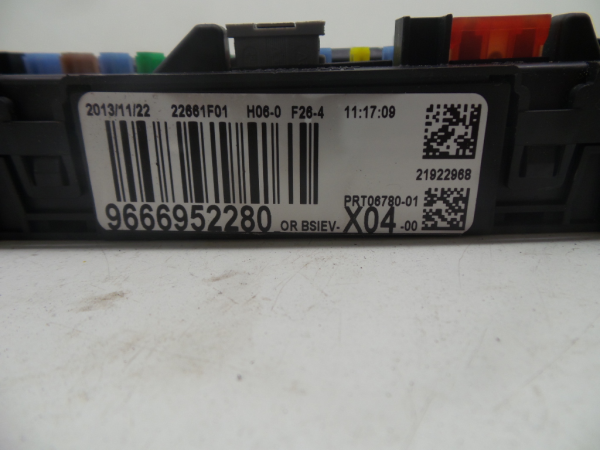 2013/11/22 22661F01 H06-0 F26-4 11:17:09
21922968
PRT06780-01
9666952280 OR BSIEV- X04 -00